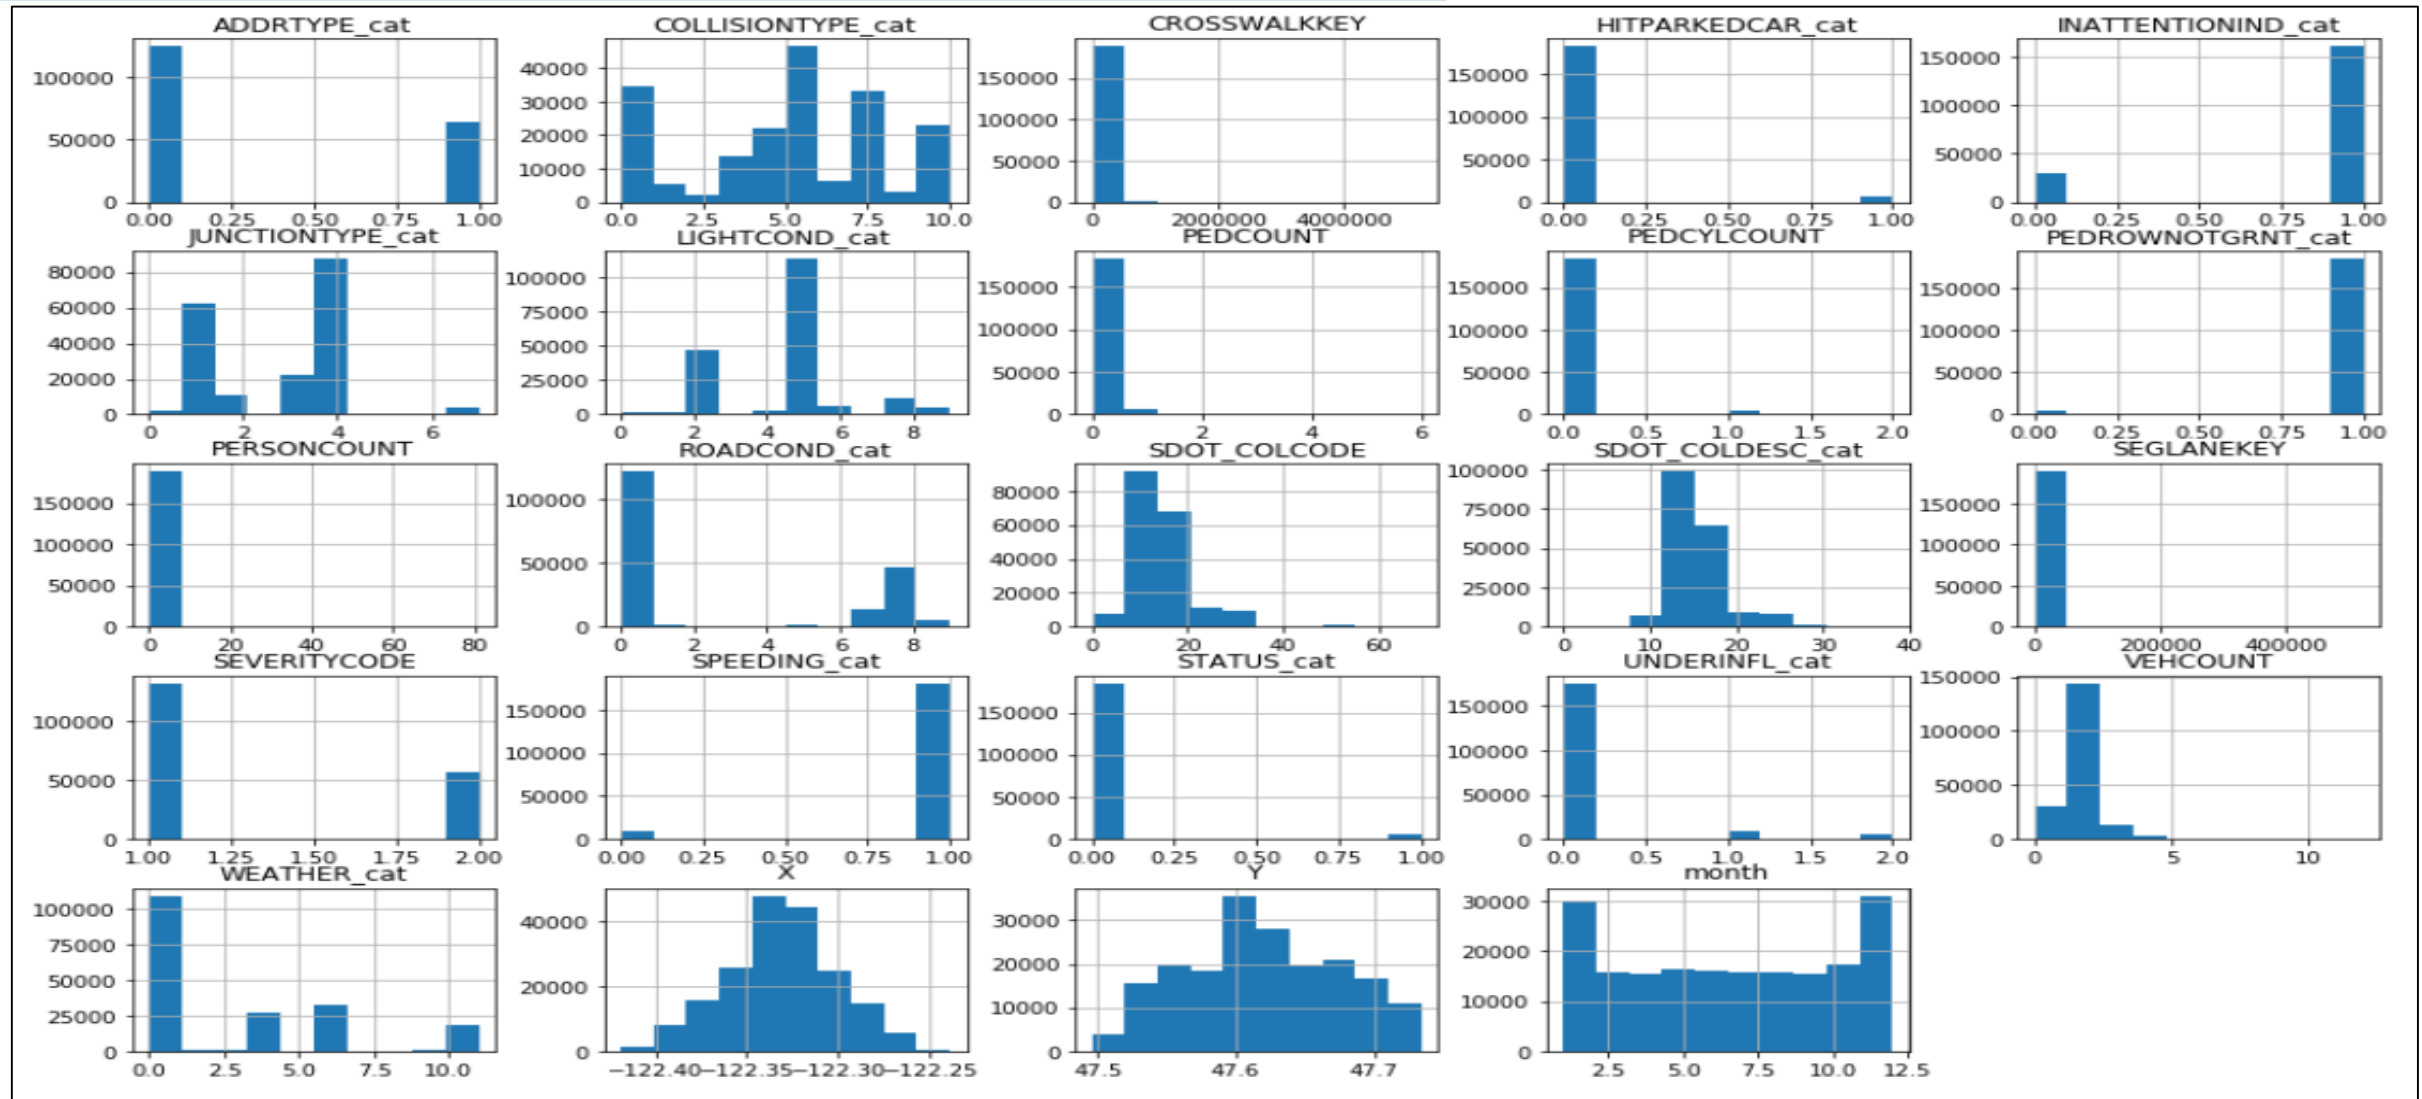 ADDRTYPE_cat COLLISIONTYPE_cat CROSSWALKKEY HITPARKEDCAR_cat INATTENTIONIND_cat
100000 50000 0
0.00 0.25 0.50 0.75 1.00
40000 30000 20000 10000 0
0.0 2.5 5.0 7.5 10.0
150000 100000 50000 0
0 20000000 40000000
150000 100000 50000 0
0.00 0.25 0.50 0.75 1.00
150000 100000 50000 0
0.00 0.25 0.50 0.75 1.00
JUNCTIONTYPE_cat LIGHTCOND_cat PEDCOUNT PEDCYLCOUNT PEDROWNOTGRNT_cat
80000 60000 40000 20000 0
0 2 4 6
100000 75000 50000 25000 0
0 2 4 6 8
150000 100000 50000 0
0 2 4 6
150000 100000 50000 0
0.0 0.5 1.0 1.5 2.0
150000 100000 50000 0
0.00 0.25 0.50 0.75 1.00
PERSONCOUNT ROADCOND_cat SDOT_COLCODE SDOT_COLDESC_cat SEGLANEKEY
150000 100000 50000 0
0 20 40 60 80
100000 50000 0
0 2 4 6 8
80000 60000 40000 20000 0
0 20 40 60
100000 75000 50000 25000 0
0 10 20 30 40
150000 100000 50000 0
0 200000 400000
SEVERITYCODE SPEEDING_cat STATUS_cat UNDERINFL_cat VEHCOUNT
100000 50000 0
1.00 1.25 1.50 1.75 2.00
150000 100000 50000 0
0.00 0.25 0.50 0.75 1.00
150000 100000 50000 0
0.00 0.25 0.50 0.75 1.00
150000 100000 50000 0
0.0 0.5 1.0 1.5 2.0
150000 100000 50000 0
0 5 10
WEATHER_cat X Y month
100000 75000 50000 25000 0
0.0 2.5 5.0 7.5 10.0
40000 20000 0
−122.40 −122.35 −122.30 −122.25
30000 20000 10000 0
47.5 47.6 47.7
30000 20000 10000 0
2.5 5.0 7.5 10.0 12.5